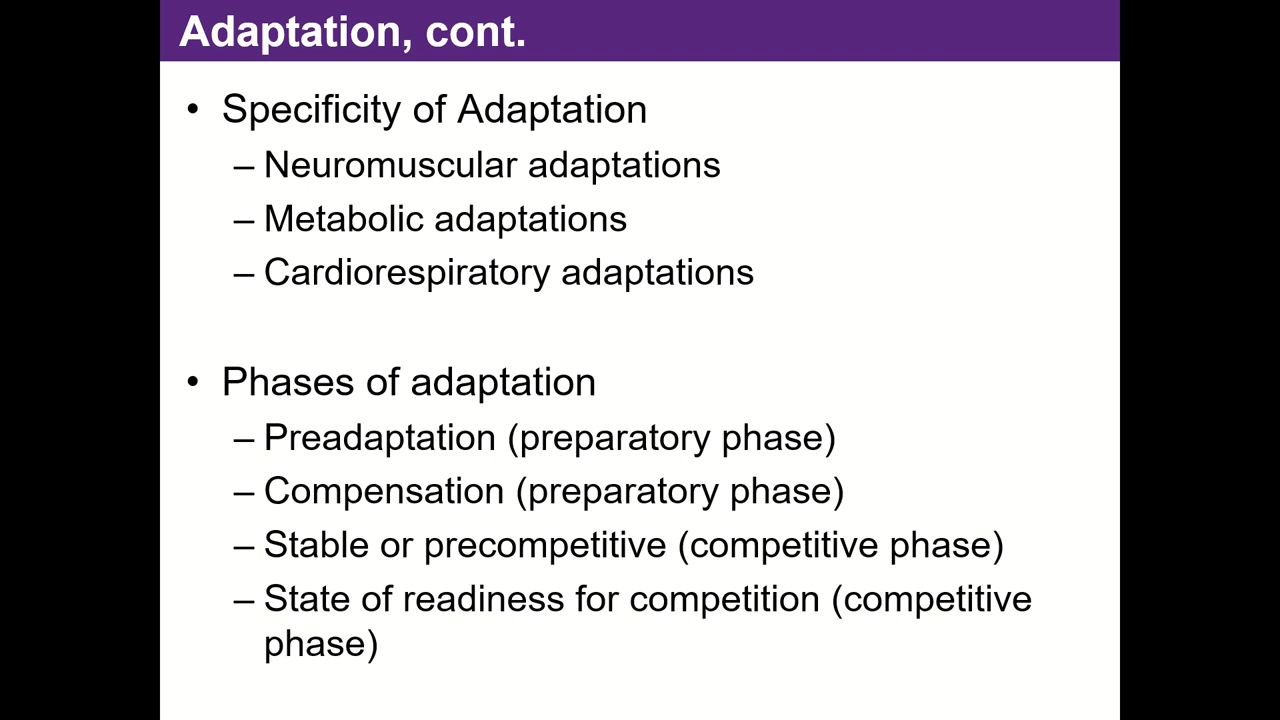 Adaptation, cont.
• Specificity of Adaptation
– Neuromuscular adaptations
– Metabolic adaptations
– Cardiorespiratory adaptations
• Phases of adaptation
– Preadaptation (preparatory phase)
– Compensation (preparatory phase)
– Stable or precompetitive (competitive phase)
– State of readiness for competition (competitive
phase)